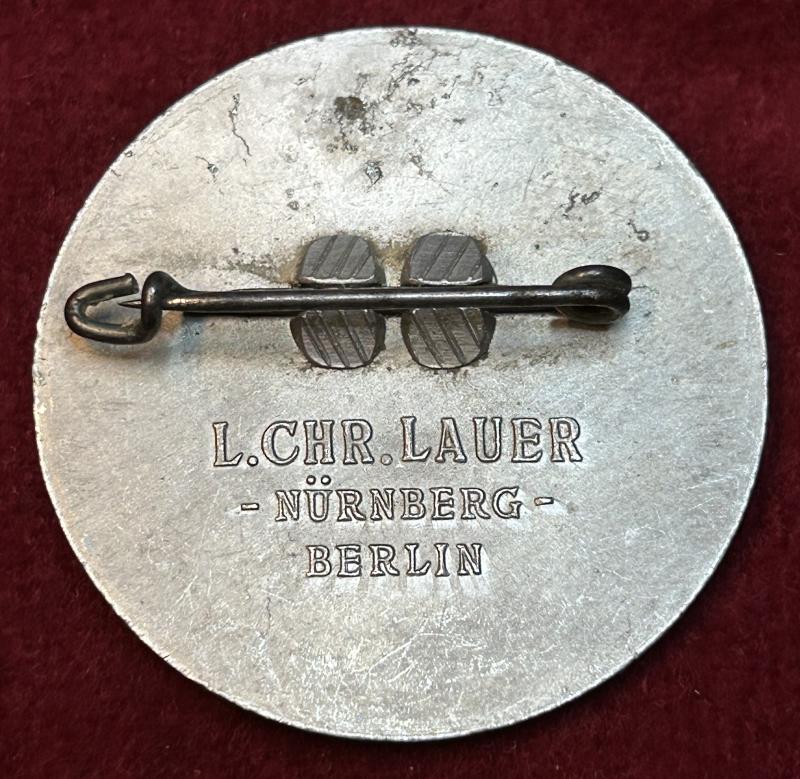 L.CHR.LAUER
- NÜRNBERG -
BERLIN